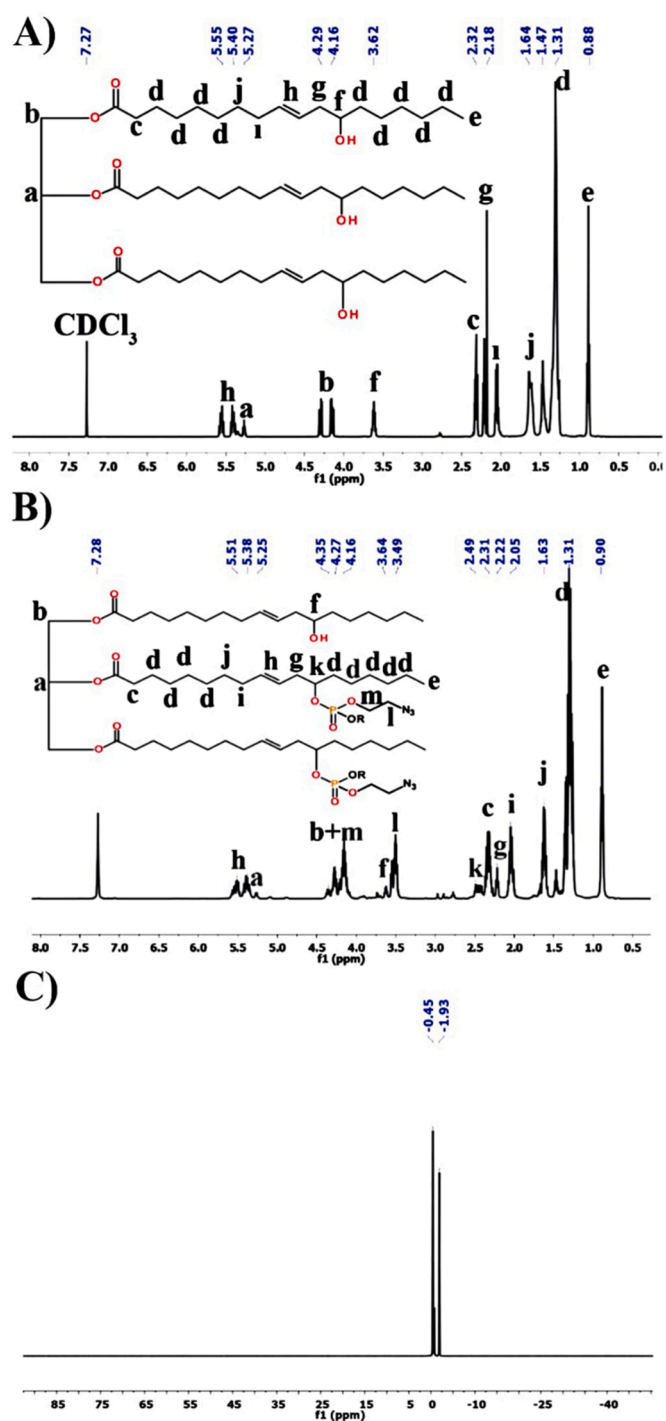 A)
7.27 5.55 5.40 5.27 4.29 4.16 3.62 2.32 2.18 1.64 1.47 1.31 0.88
d d j h g d d d d
b O O c d d ı f d d e
OH
a O O
OH
O O
OH
CDCl3
h a b f c g ı j d e
8.0 7.5 7.0 6.5 6.0 5.5 5.0 4.5 4.0 3.5 3.0 2.5 2.0 1.5 1.0 0.5 0.0
f1 (ppm)
B)
7.28 5.51 5.38 5.25 4.35 4.27 4.16 3.64 3.49 2.49 2.31 2.22 2.05 1.63 1.31 0.90
b O O f
OH
a O O d d j h g k d d d d
c d d i e
O P O OR O m N3
l
O O
O P OR O O N3
h a b+m f l k c g i j d e
8.0 7.5 7.0 6.5 6.0 5.5 5.0 4.5 4.0 3.5 3.0 2.5 2.0 1.5 1.0 0.5
f1 (ppm)
C)
-0.45 -1.93
85 75 65 55 45 35 25 15 5 0 -10 -25 -40
f1 (ppm)